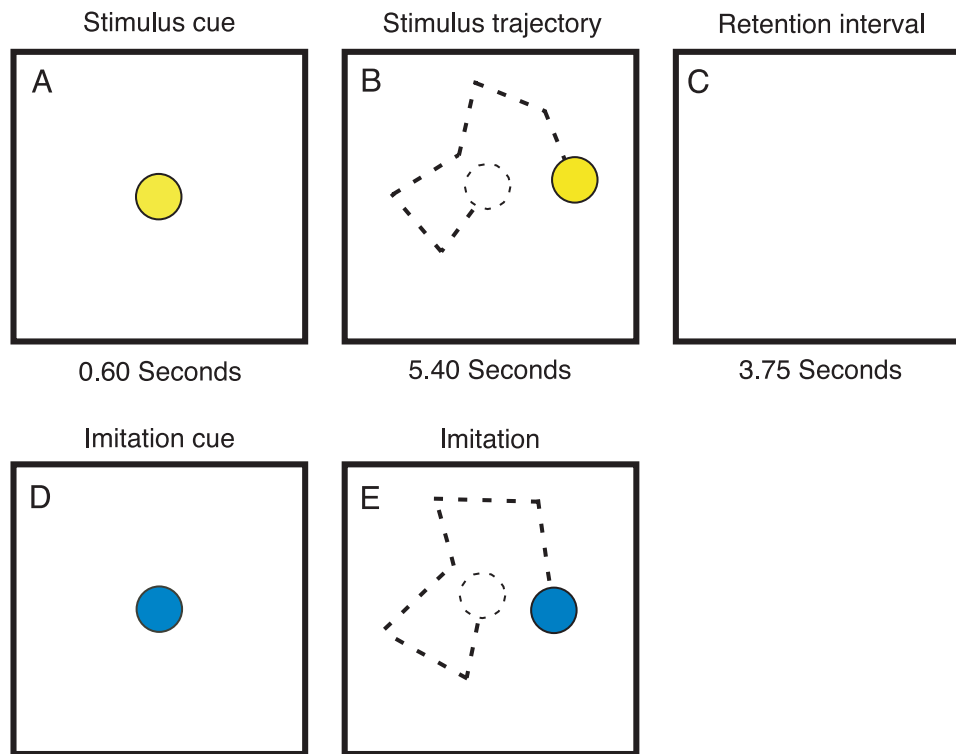 Stimulus cue
Stimulus trajectory
Retention interval
A
B
C
0.60 Seconds
5.40 Seconds
3.75 Seconds
Imitation cue
Imitation
D
E